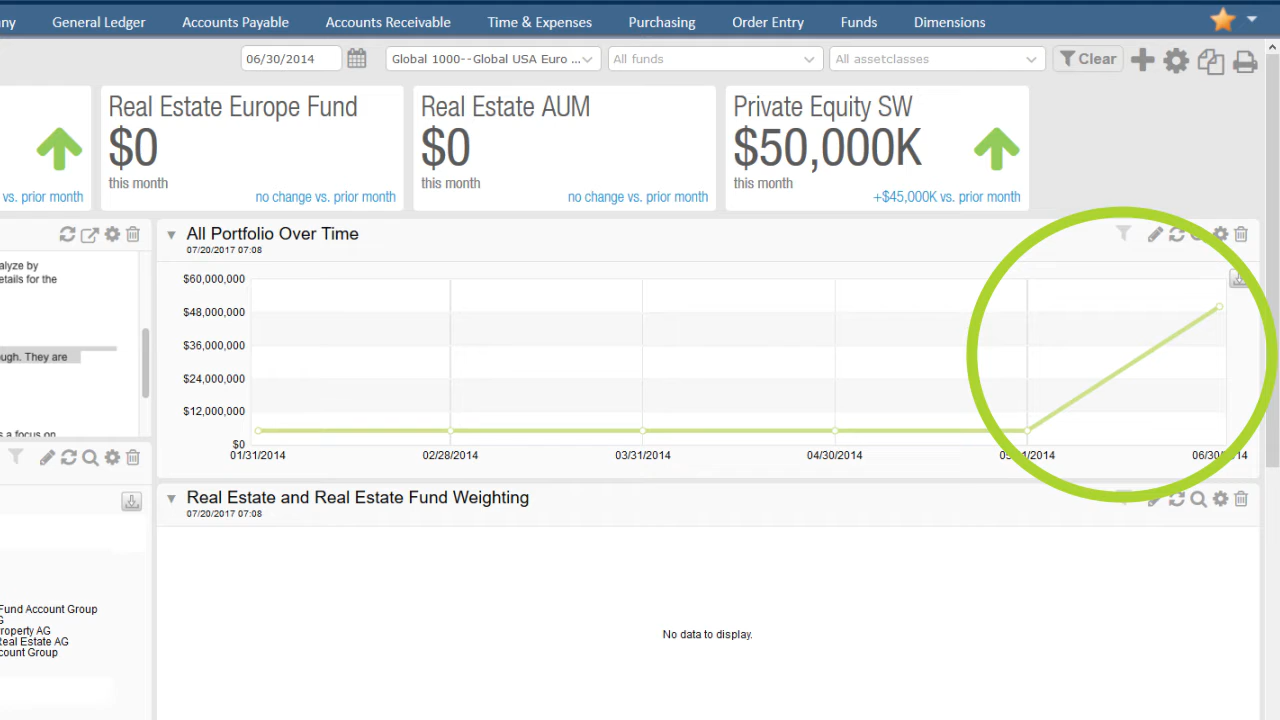 ny General Ledger Accounts Payable Accounts Receivable Time & Expenses Purchasing Order Entry Funds Dimensions
06/30/2014 Global 1000--Global USA Euro ... All funds All assetclasses Clear
Real Estate Europe Fund
$0
this month
no change vs. prior month
Real Estate AUM
$0
this month
no change vs. prior month
Private Equity SW
$50,000K
this month
+$45,000K vs. prior month
vs. prior month
alyze by
etails for the
ugh. They are
s a focus on
All Portfolio Over Time
07/20/2017 07:08
$60,000,000
$48,000,000
$36,000,000
$24,000,000
$12,000,000
$0
01/31/2014 02/28/2014 03/31/2014 04/30/2014
Real Estate and Real Estate Fund Weighting
07/20/2017 07:08
No data to display.
Fund Account Group
G
roperty AG
Real Estate AG
count Group